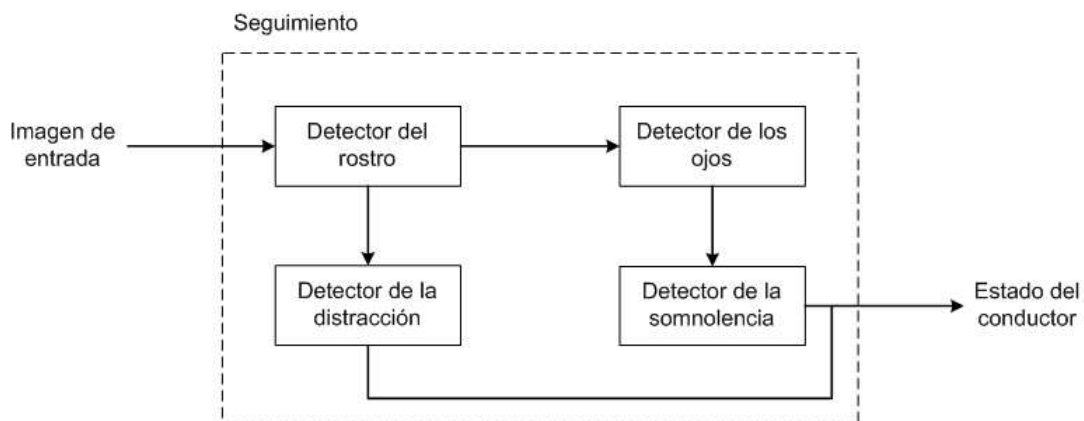 Seguimiento
Imagen de
entrada
Detector del
rostro
Detector de los
ojos
Detector de la
distracción
Detector de la
somnolencia
Estado del
conductor